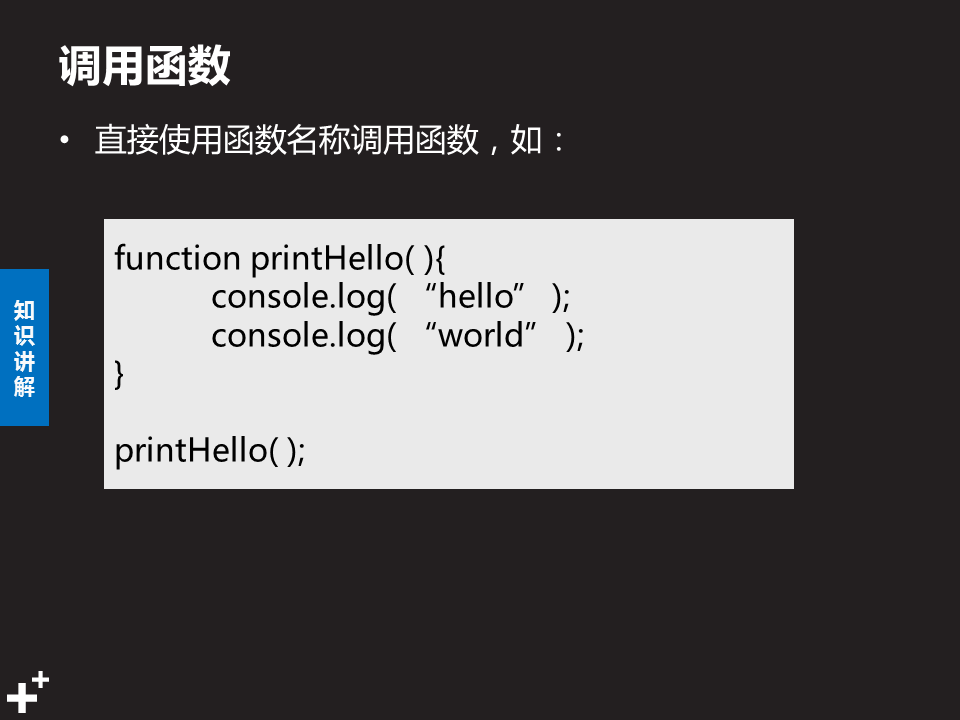 调用函数
• 直接使用函数名称调用函数，如：
function printHello( ){
console.log( “hello” );
console.log( “world” );
}
printHello( );
知
识
讲
解